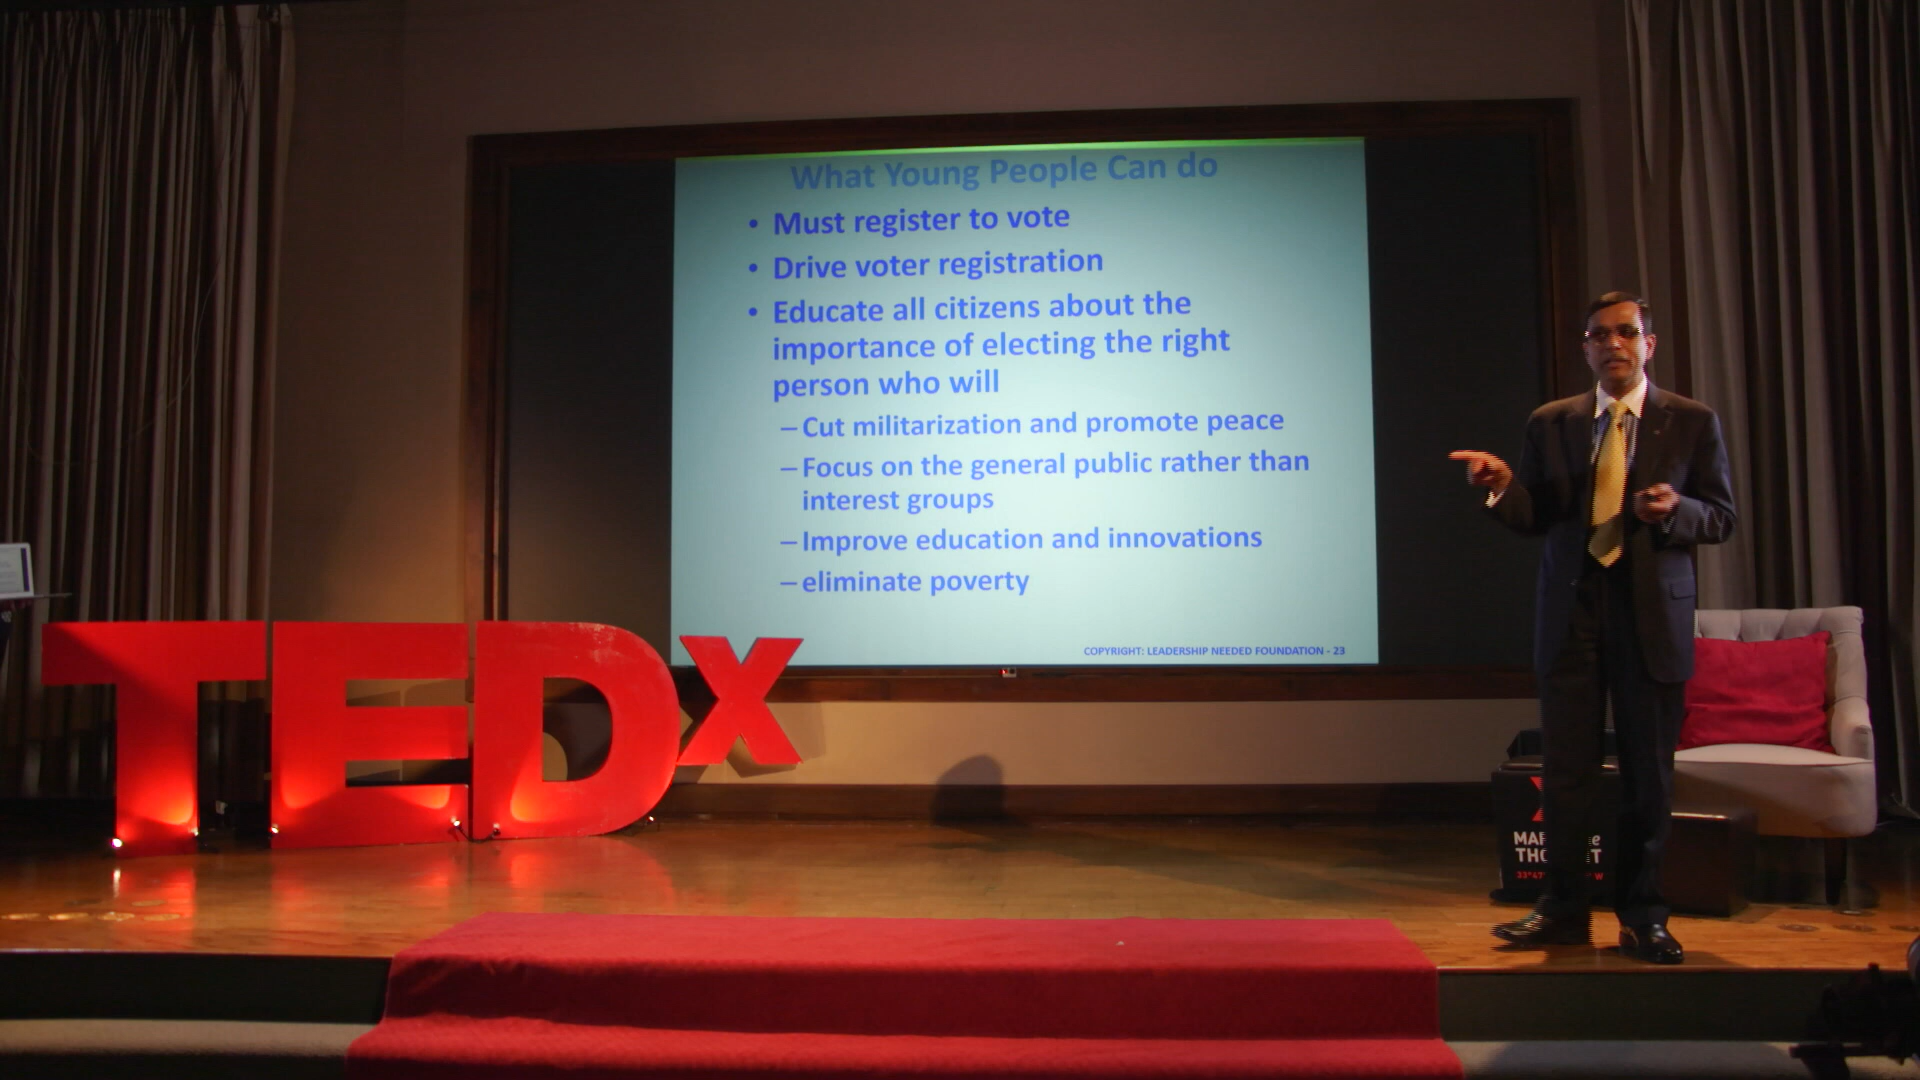 What Young People Can do
• Must register to vote
• Drive voter registration
• Educate all citizens about the
importance of electing the right
person who will
– Cut militarization and promote peace
– Focus on the general public rather than
interest groups
– Improve education and innovations
– eliminate poverty
COPYRIGHT: LEADERSHIP NEEDED FOUNDATION - 23
TEDx